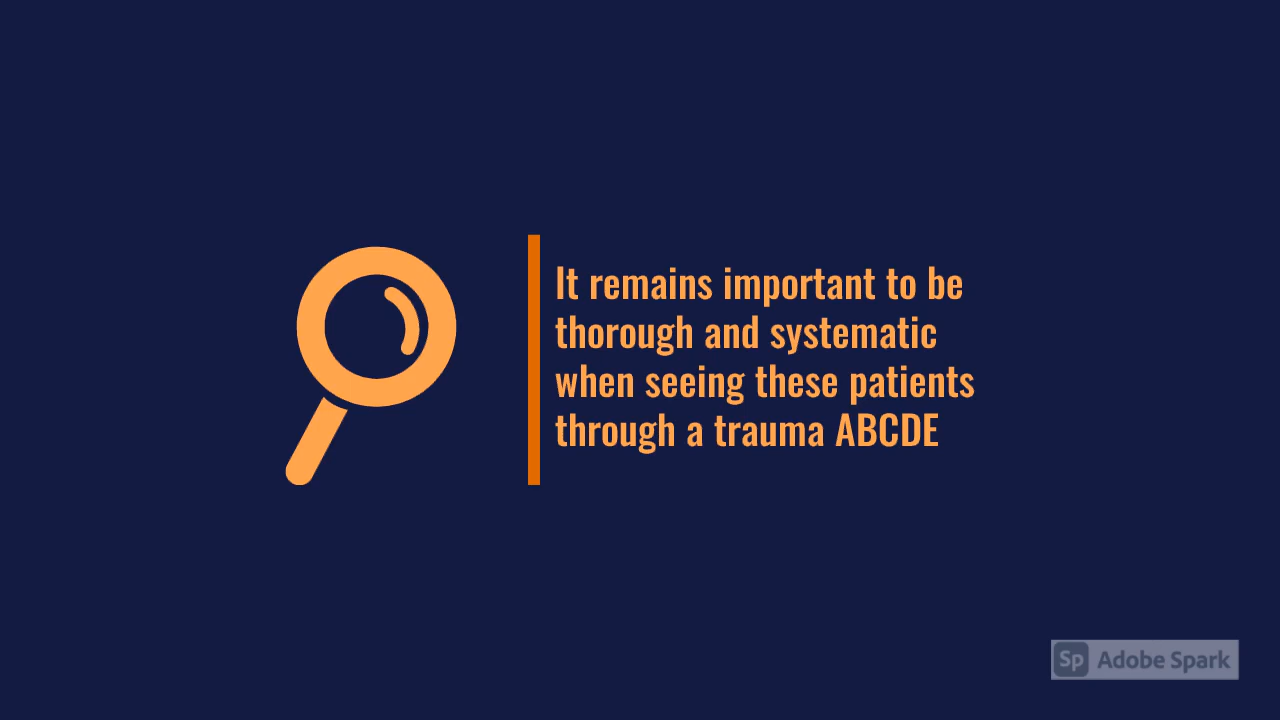 It remains important to be
thorough and systematic
when seeing these patients
through a trauma ABCDE
Sp Adobe Spark